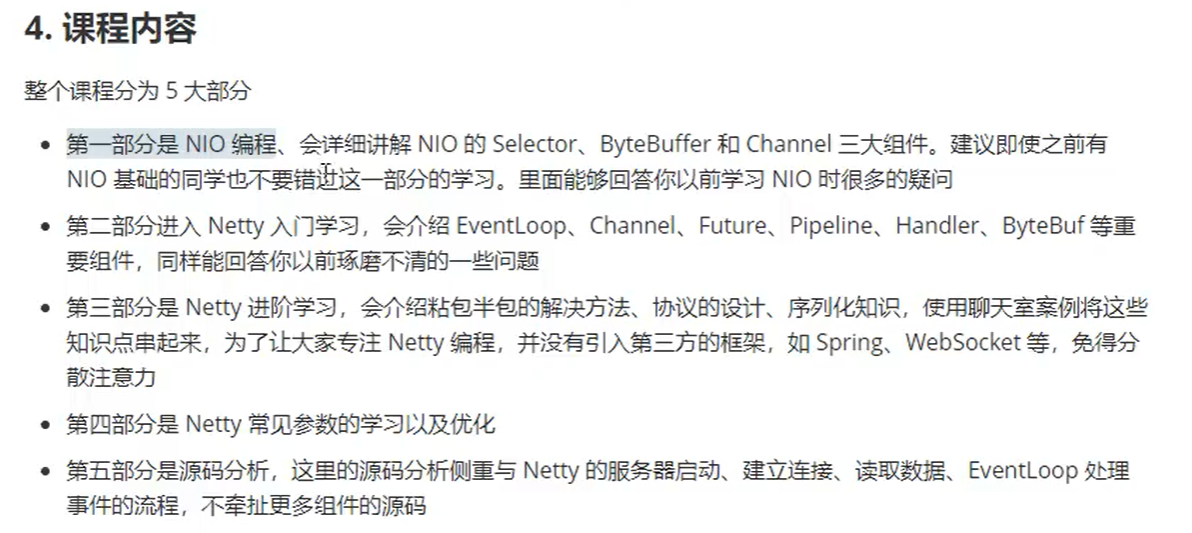 4. 课程内容
整个课程分为 5 大部分
• 第一部分是 NIO 编程、会详细讲解 NIO 的 Selector、ByteBuffer 和 Channel 三大组件。建议即使之前有
NIO 基础的同学也不要错过这一部分的学习。里面能够回答你以前学习 NIO 时很多的疑问
• 第二部分进入 Netty 入门学习，会介绍 EventLoop、Channel、Future、Pipeline、Handler、ByteBuf 等重
要组件，同样能回答你以前琢磨不清的一些问题
• 第三部分是 Netty 进阶学习，会介绍粘包半包的解决方法、协议的设计、序列化知识，使用聊天室案例将这些
知识点串起来，为了让大家专注 Netty 编程，并没有引入第三方的框架，如 Spring、WebSocket 等，免得分
散注意力
• 第四部分是 Netty 常见参数的学习以及优化
• 第五部分是源码分析，这里的源码分析侧重与 Netty 的服务器启动、建立连接、读取数据、EventLoop 处理
事件的流程，不牵扯更多组件的源码